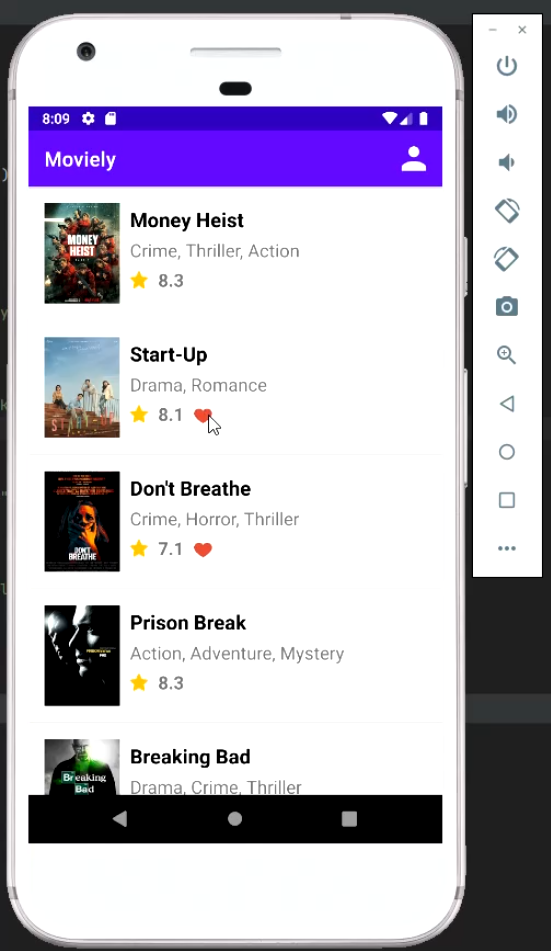 8:09
Moviely
MONEY
HEIST
Money Heist
Crime, Thriller, Action
8.3
START-UP
Start-Up
Drama, Romance
8.1
DON'T
BREATHE
Don't Breathe
Crime, Horror, Thriller
7.1
Prison Break
Action, Adventure, Mystery
8.3
Breaking
Bad
Breaking Bad
Drama, Crime, Thriller